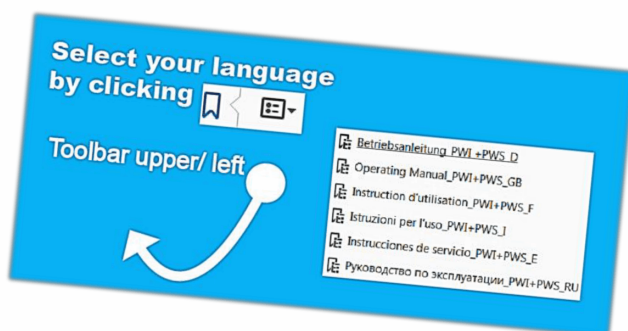 Select your language
by clicking
Toolbar upper/ left
Betriebsanleitung_PWI +PWS_D
Operating Manual_PWI+PWS_GB
Instruction d'utilisation_PWI+PWS_F
Istruzioni per l'uso_PWI+PWS_I
Instrucciones de servicio_PWI+PWS_E
Руководство по эксплуатации_PWI+PWS_RU